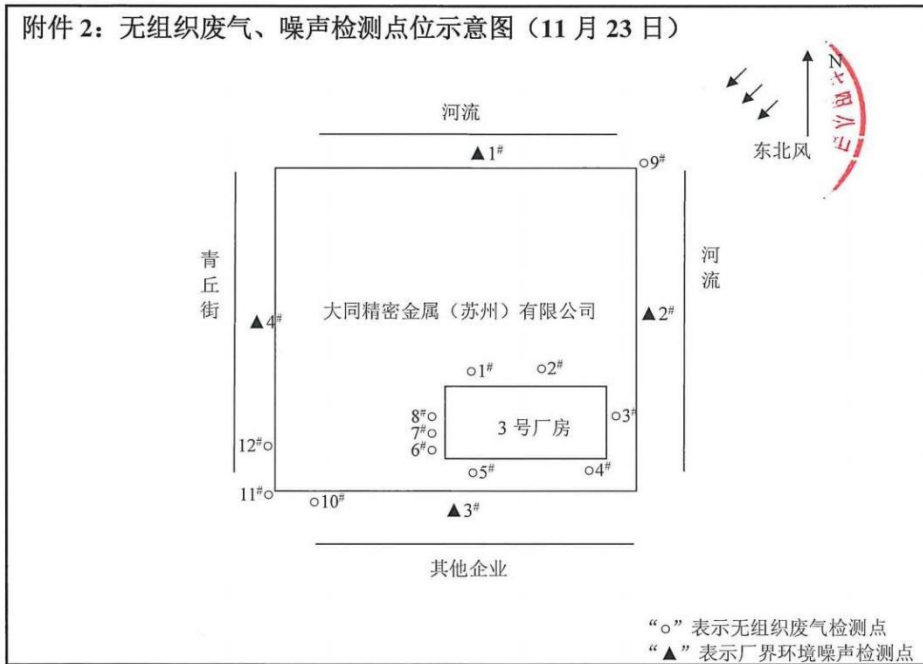 附件 2：无组织废气、噪声检测点位示意图（11 月 23 日）
N
东北风
河流
▲1#
○9#
青丘街
河流
大同精密金属（苏州）有限公司
▲4#
▲2#
○1#
○2#
8#○
7#○
6#○
3 号厂房
○3#
12#○
○5#
○4#
11#○
○10#
▲3#
其他企业
“○” 表示无组织废气检测点
“▲” 表示厂界环境噪声检测点